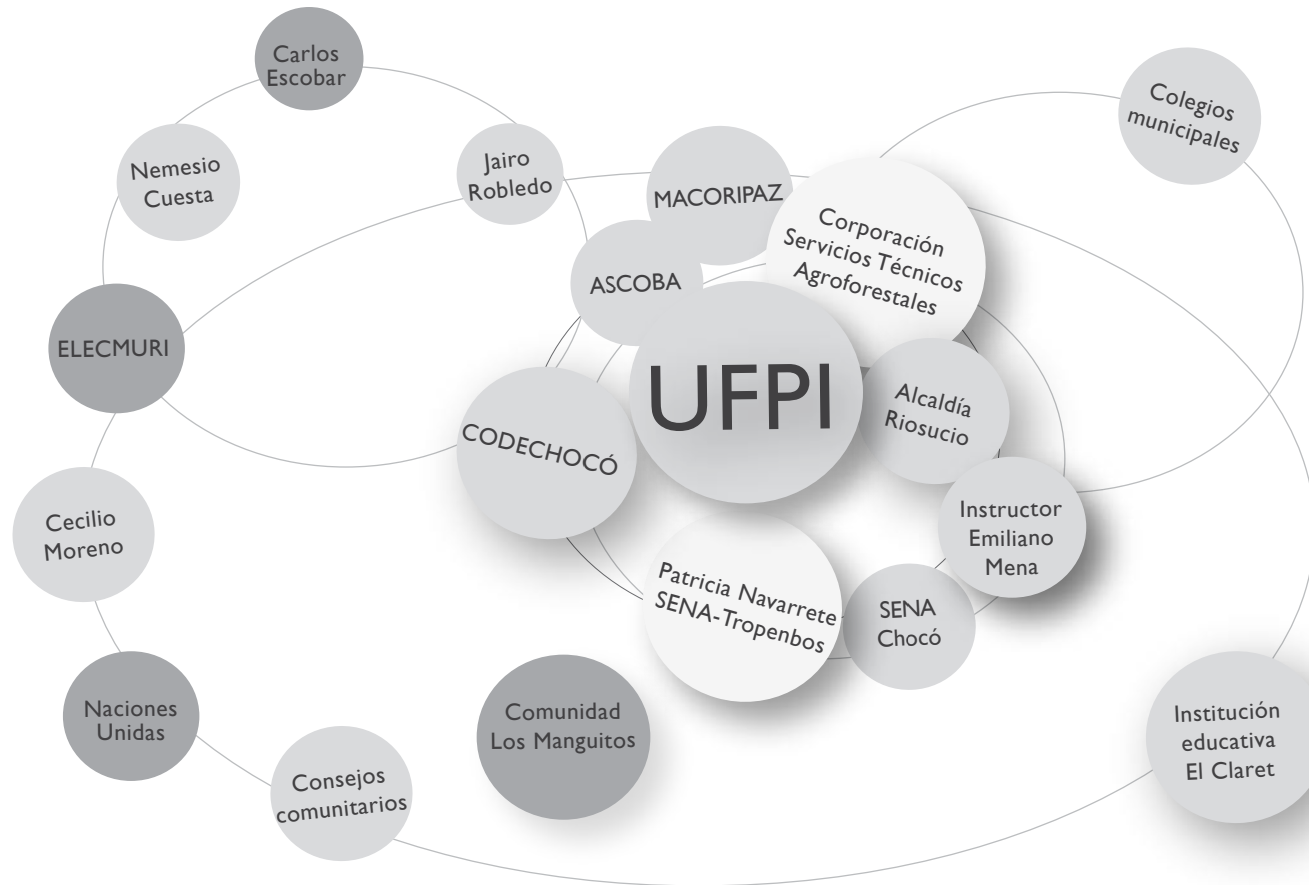 Carlos
Escobar
Colegios
municipales
Nemesio
Cuesta
Jairo
Robledo
MACORIPAZ
Corporación
Servicios Técnicos
Agroforestales
ASCOBA
ELECMURI
UFPI
Alcaldía
Riosucio
CODECHOCÓ
Cecilio
Moreno
Instructor
Emiliano
Mena
Patricia Navarrete
SENA-Tropenbos
SENA
Chocó
Naciones
Unidas
Comunidad
Los Manguitos
Institución
educativa
El Claret
Consejos
comunitarios